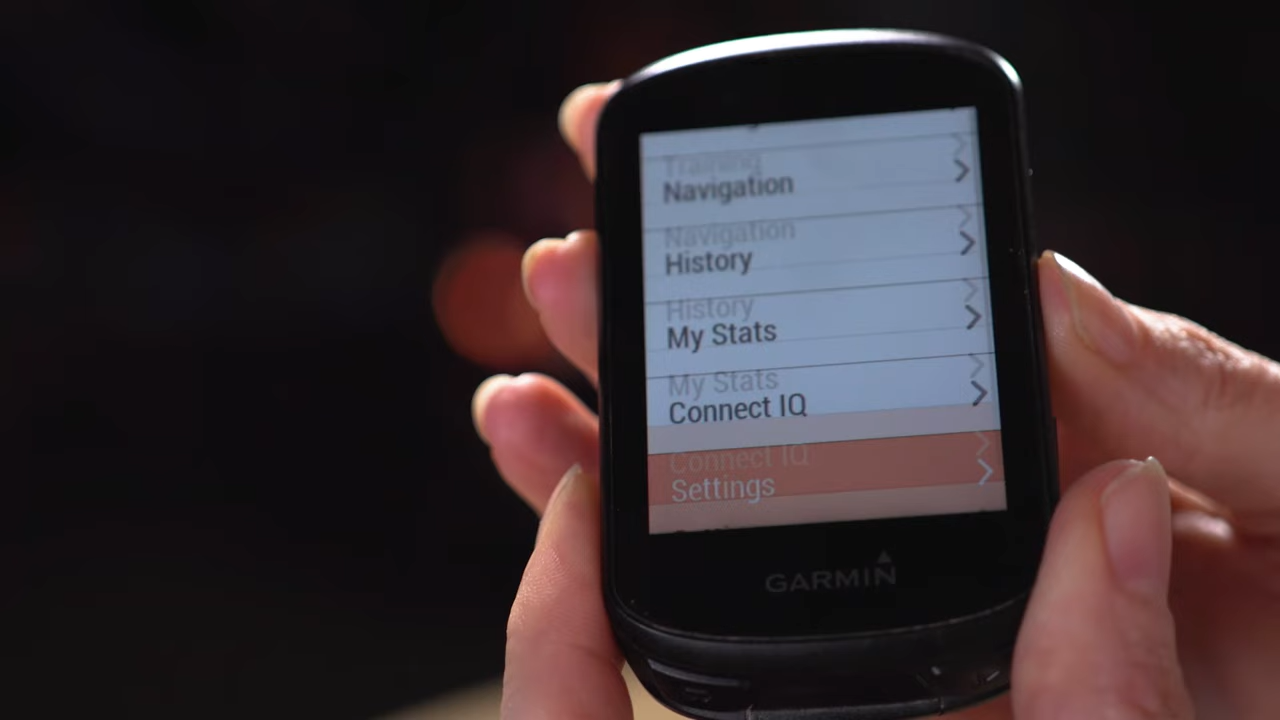 Training
Navigation
Navigation
History
History
My Stats
My Stats
Connect IQ
Connect IQ
Settings
GARMIN